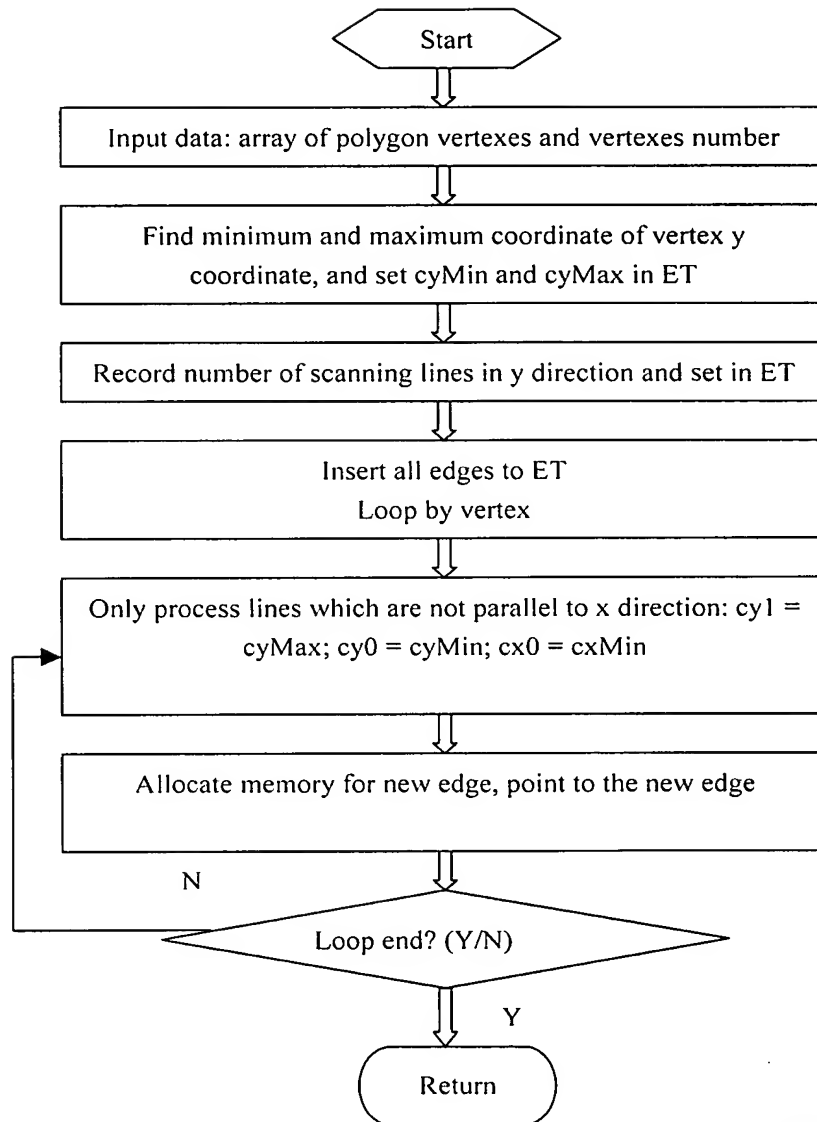 Start
Input data: array of polygon vertexes and vertexes number
Find minimum and maximum coordinate of vertex y
coordinate, and set cyMin and cyMax in ET
Record number of scanning lines in y direction and set in ET
Insert all edges to ET
Loop by vertex
Only process lines which are not parallel to x direction: cy1 =
cyMax; cy0 = cyMin; cx0 = cxMin
Allocate memory for new edge, point to the new edge
N
Loop end? (Y/N)
Y
Return